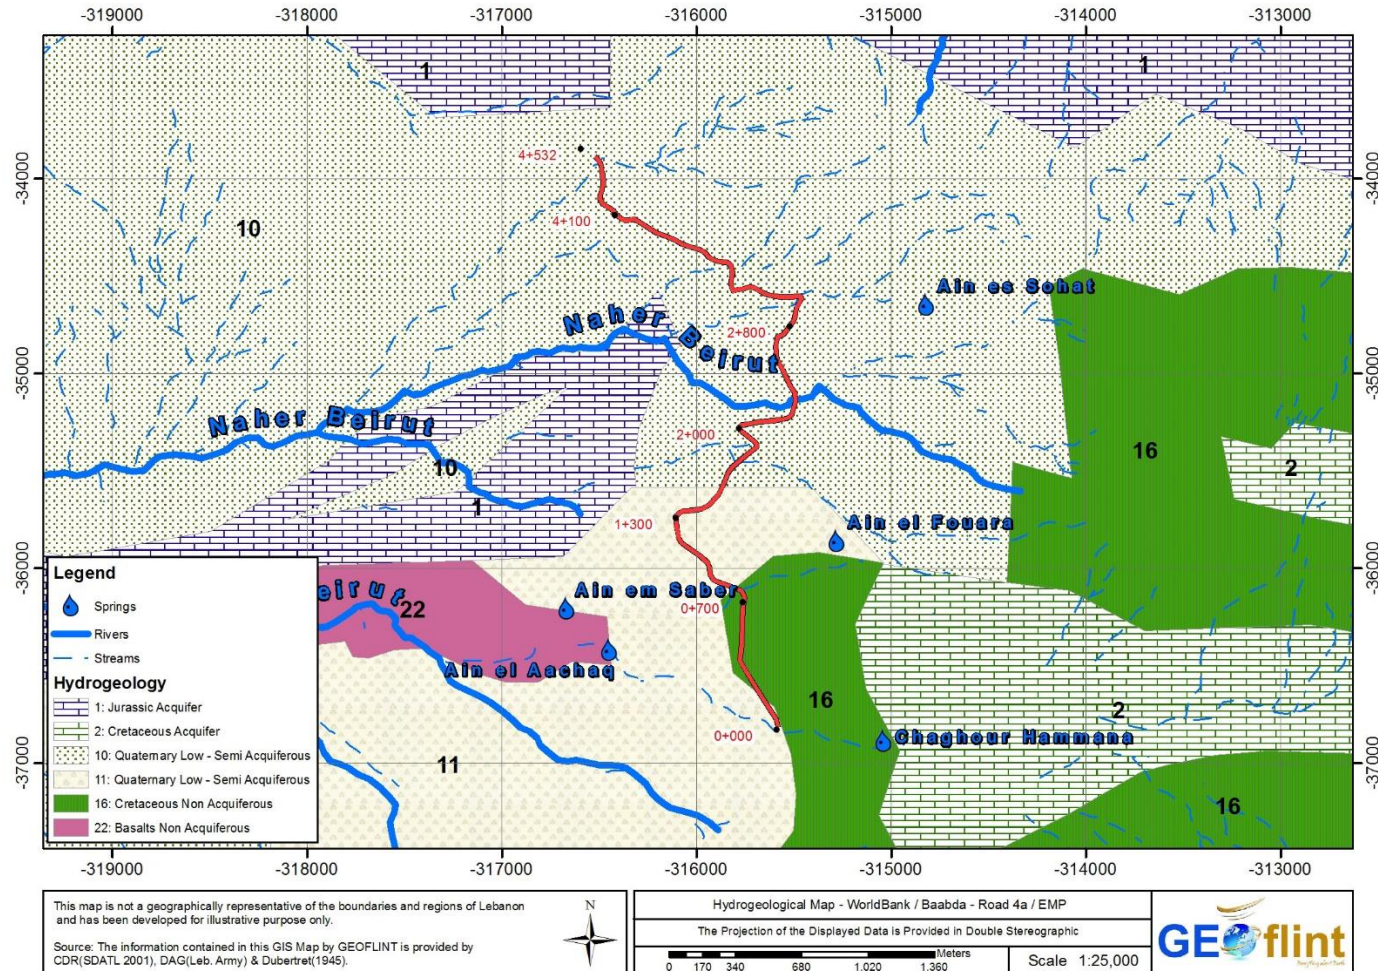 -319000 -318000 -317000 -316000 -315000 -314000 -313000
1
1
4+532
-34000 -34000
4+100
10
Ain es Sohat
Naher Beirut
2+800
-35000 -35000
Naher Beirut
2+000
16
10
2
1
1+300
Ain el Fouara
-36000 -36000
Legend
Springs
Rivers
Streams
Hydrogeology
1: Jurassic Acquifer
2: Cretaceous Acquifer
10: Quaternary Low - Semi Acquiferous
11: Quaternary Low - Semi Acquiferous
16: Cretaceous Non Acquiferous
22: Basalts Non Acquiferous
eirut
22
Ain em Saber
0+700
Ain el Aachaq
16
2
0+000
Chaghour Hammana
-37000 -37000
11
16
-319000 -318000 -317000 -316000 -315000 -314000 -313000
This map is not a geographically representative of the boundaries and regions of Lebanon
and has been developed for illustrative purpose only.
Source: The information contained in this GIS Map by GEOFLINT is provided by
CDR(SDATL 2001), DAG(Leb. Army) & Dubertret(1945).
N
Hydrogeological Map - WorldBank / Baabda - Road 4a / EMP
The Projection of the Displayed Data is Provided in Double Stereographic
Meters
0 170 340 680 1.020 1.360
Scale 1:25,000
GEOflint